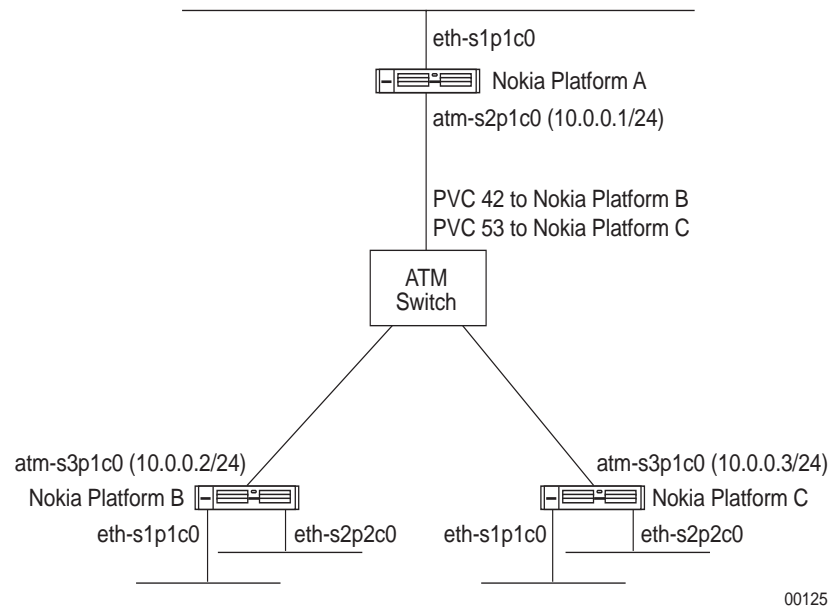 eth-s1p1c0
Nokia Platform A
atm-s2p1c0 (10.0.0.1/24)
PVC 42 to Nokia Platform B
PVC 53 to Nokia Platform C
ATM
Switch
atm-s3p1c0 (10.0.0.2/24)
atm-s3p1c0 (10.0.0.3/24)
Nokia Platform B
Nokia Platform C
eth-s1p1c0
eth-s2p2c0
eth-s1p1c0
eth-s2p2c0
00125